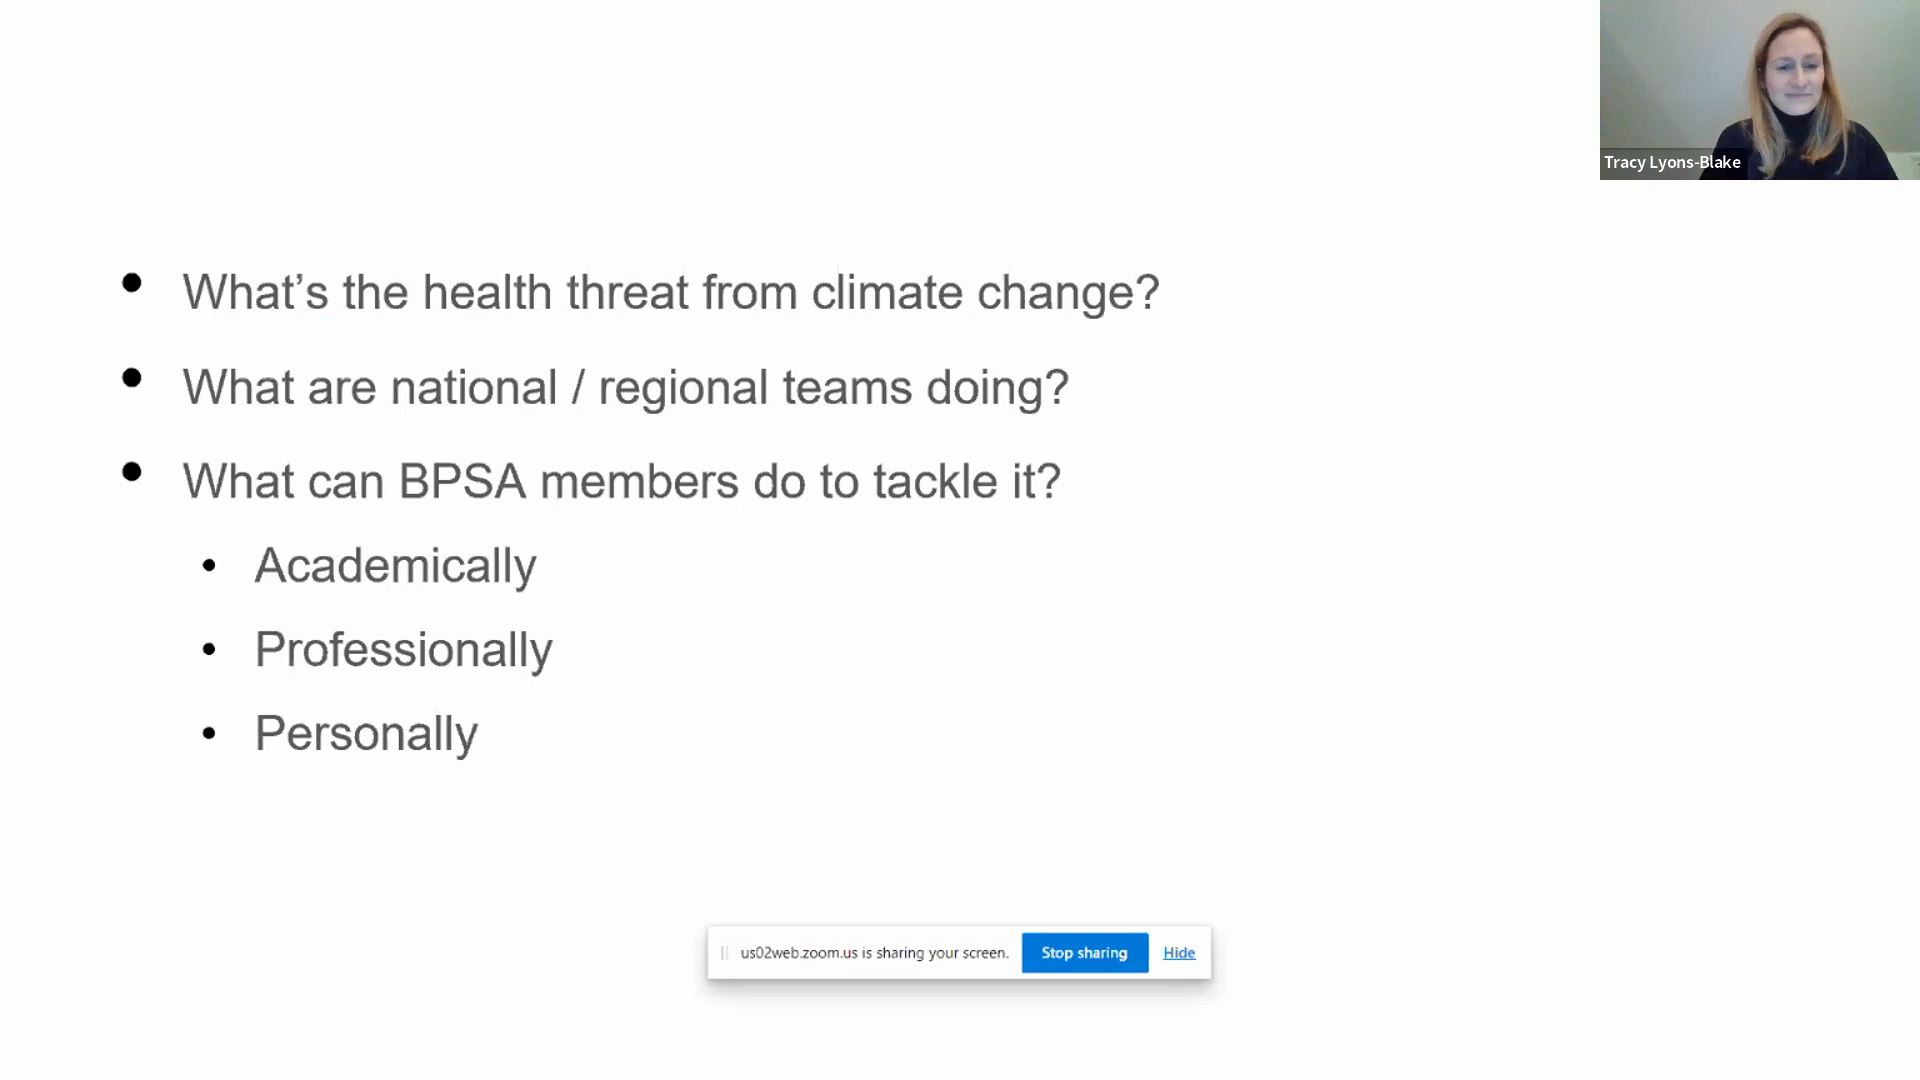 Tracy Lyons-Blake
• What’s the health threat from climate change?
• What are national / regional teams doing?
• What can BPSA members do to tackle it?
• Academically
• Professionally
• Personally
us02web.zoom.us is sharing your screen. Stop sharing Hide